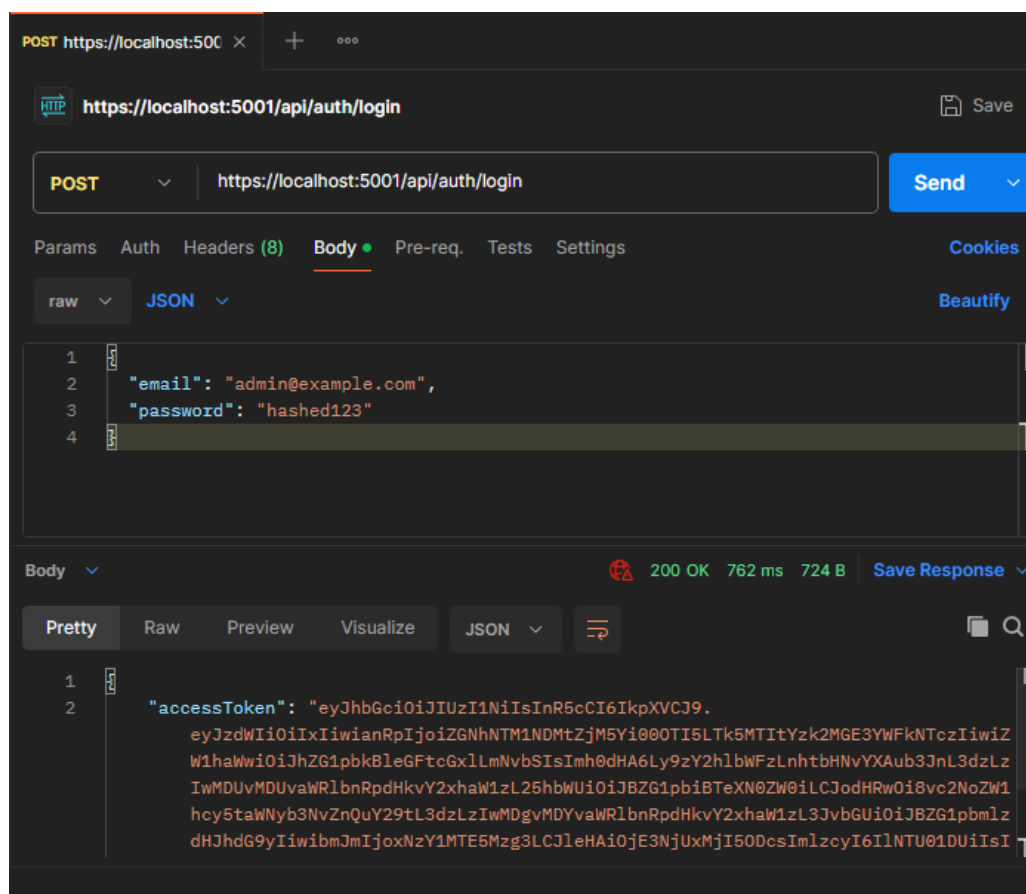 POST https://localhost:500
HTTP https://localhost:5001/api/auth/login Save
POST https://localhost:5001/api/auth/login Send
Params Auth Headers (8) Body Pre-req. Tests Settings Cookies
raw JSON Beautify
1 {
2 "email": "admin@example.com",
3 "password": "hashed123"
4 }
Body 200 OK 762 ms 724 B Save Response
Pretty Raw Preview Visualize JSON
1 {
2 "accessToken": "eyJhbGciOiJIUzI1NiIsInR5cCI6IkpXVCJ9.
eyJzdWIiOiIxIiwianRpIjoiZGNhNTM1NDMtZjM5Yi00OTI5LTk5MTItYzk2MGE3YWFkNTczIiwiZ
W1haWwiOiJhZG1pbkBleGFtcGxlLmNvbSIsImh0dHA6Ly9zY2hlbWFzLnhtbHNvYXAub3JnL3dzLz
IwMDUvMDUvaWRlbnRpdHkvY2xhaW1zL25hbWUiOiJBZG1pbiBTeXN0ZW0iLCJodHRwOi8vc2NoZW1
hcy5taWNyb3NvZnQuY29tL3dzLzIwMDgvMDYvaWRlbnRpdHkvY2xhaW1zL3JvbGUiOiJBZG1pbmlz
dHJhdG9yIiwibmJmIjoxNzY1MTE5Mzg3LCJleHAiOjE3NjUxMjI5ODcsImlzcyI6IlNTU01DUiIsI